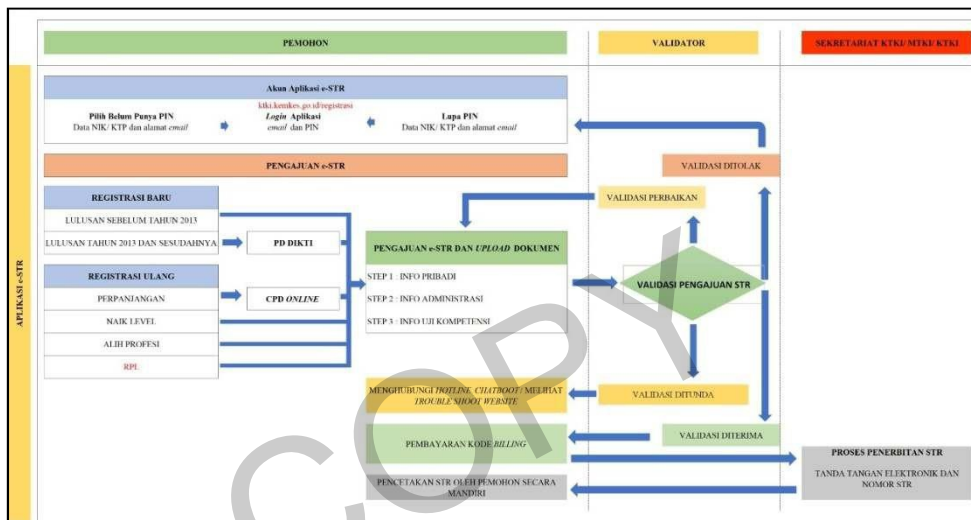 PEMOHON
VALIDATOR
SEKRETARIAT KTKI/ MTKI/ KTKI
APLIKASI e-STR
Akun Aplikasi e-STR
Pilih Belum Punya PIN
Data NIK/ KTP dan alamat email
ktki.kemkes.go.id/registrasi
Login Aplikasi
email dan PIN
Lupa PIN
Data NIK/ KTP dan alamat email
PENGAJUAN e-STR
VALIDASI DITOLAK
REGISTRASI BARU
LULUSAN SEBELUM TAHUN 2013
LULUSAN TAHUN 2013 DAN SESUDAHNYA
PD DIKTI
REGISTRASI ULANG
PERPANJANGAN
CPD ONLINE
NAIK LEVEL
ALIH PROFESI
RPL
VALIDASI PERBAIKAN
PENGAJUAN e-STR DAN UPLOAD DOKUMEN
STEP 1 : INFO PRIBADI
STEP 2 : INFO ADMINISTRASI
STEP 3 : INFO UJI KOMPETENSI
VALIDASI PENGAJUAN STR
MENGHUBUNGI HOTLINE CHATBOOT/ MELIHAT
TROUBLE SHOOT WEBSITE
VALIDASI DITUNDA
PEMBAYARAN KODE BILLING
VALIDASI DITERIMA
PROSES PENERBITAN STR
TANDA TANGAN ELEKTRONIK DAN
NOMOR STR
PENCETAKAN STR OLEH PEMOHON SECARA
MANDIRI
COPY